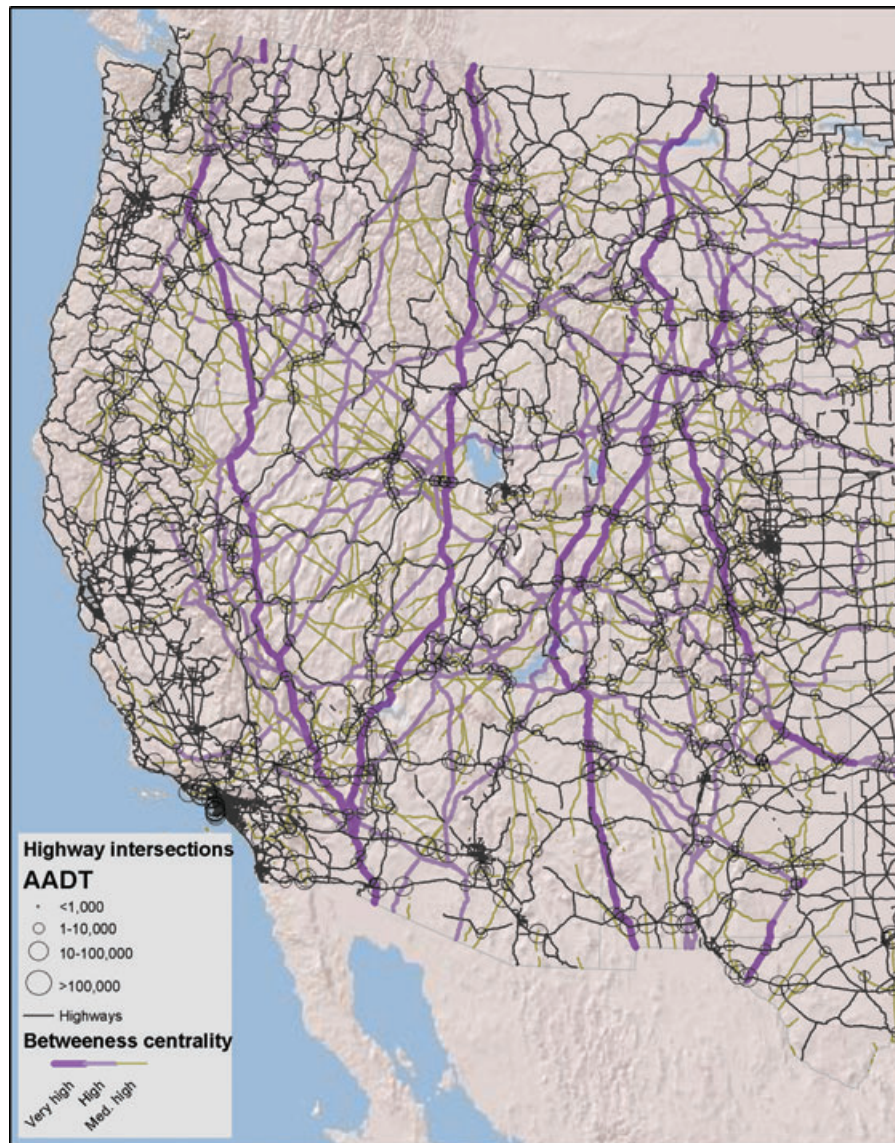 Highway intersections
AADT
<1,000
1-10,000
10-100,000
>100,000
Highways
Betweeness centrality
Very high
High
Med. high